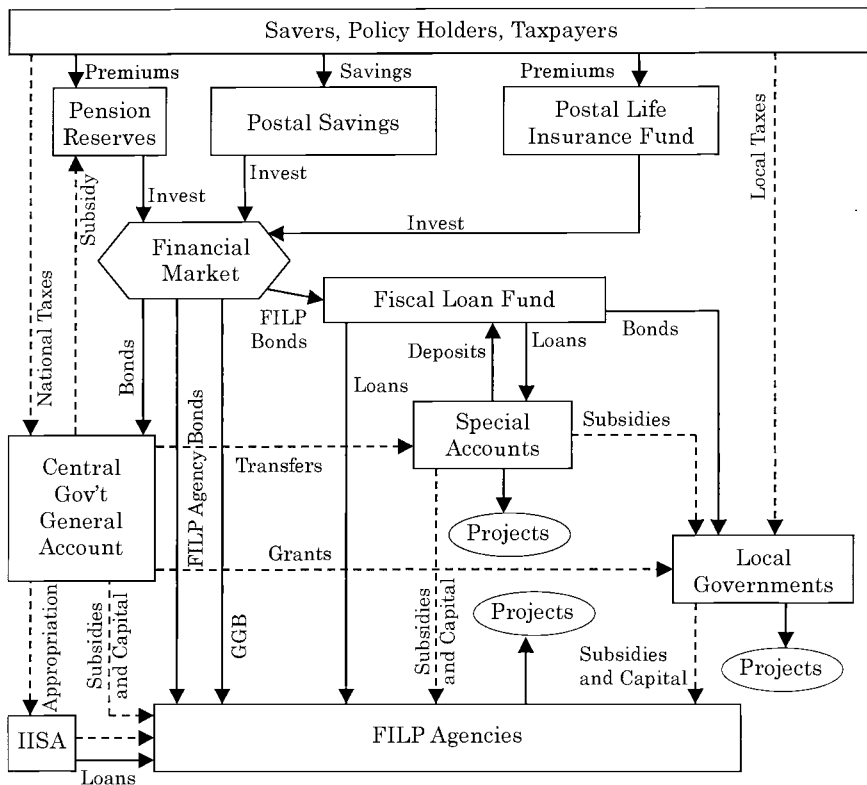 Savers, Policy Holders, Taxpayers
Premiums
Savings
Premiums
Pension
Reserves
Postal Savings
Postal Life
Insurance Fund
Local Taxes
Subsidy
Invest
Invest
Invest
Financial
Market
National Taxes
FILP
Bonds
Fiscal Loan Fund
Bonds
Bonds
Loans
Deposits
Loans
FILP Agency Bonds
Special
Accounts
Subsidies
Central
Gov't
General
Account
Transfers
Projects
Grants
Local
Governments
Appropriation
Subsidies
and Capital
GGB
Subsidies
and Capital
Projects
Subsidies
and Capital
Projects
IISA
Loans
FILP Agencies